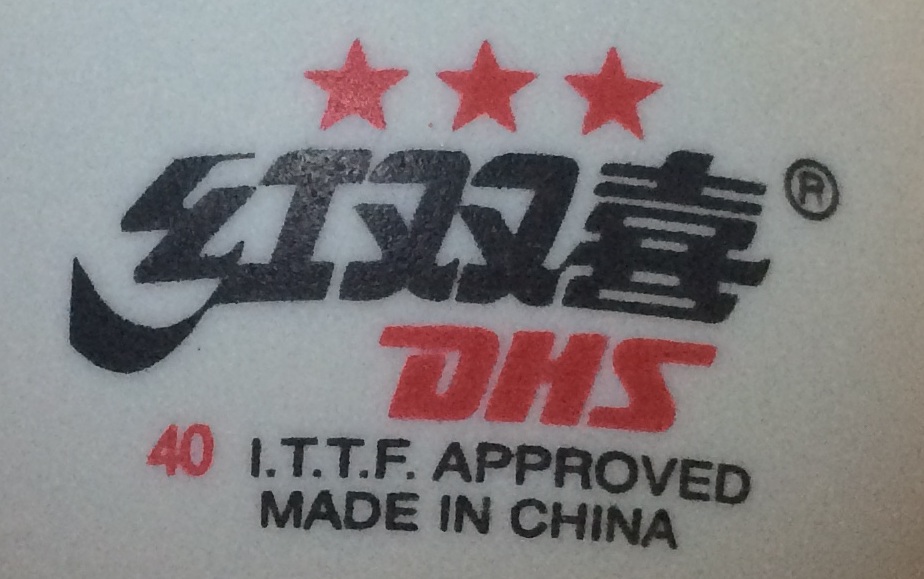 红双喜®
DHS
40 I.T.T.F. APPROVED
MADE IN CHINA